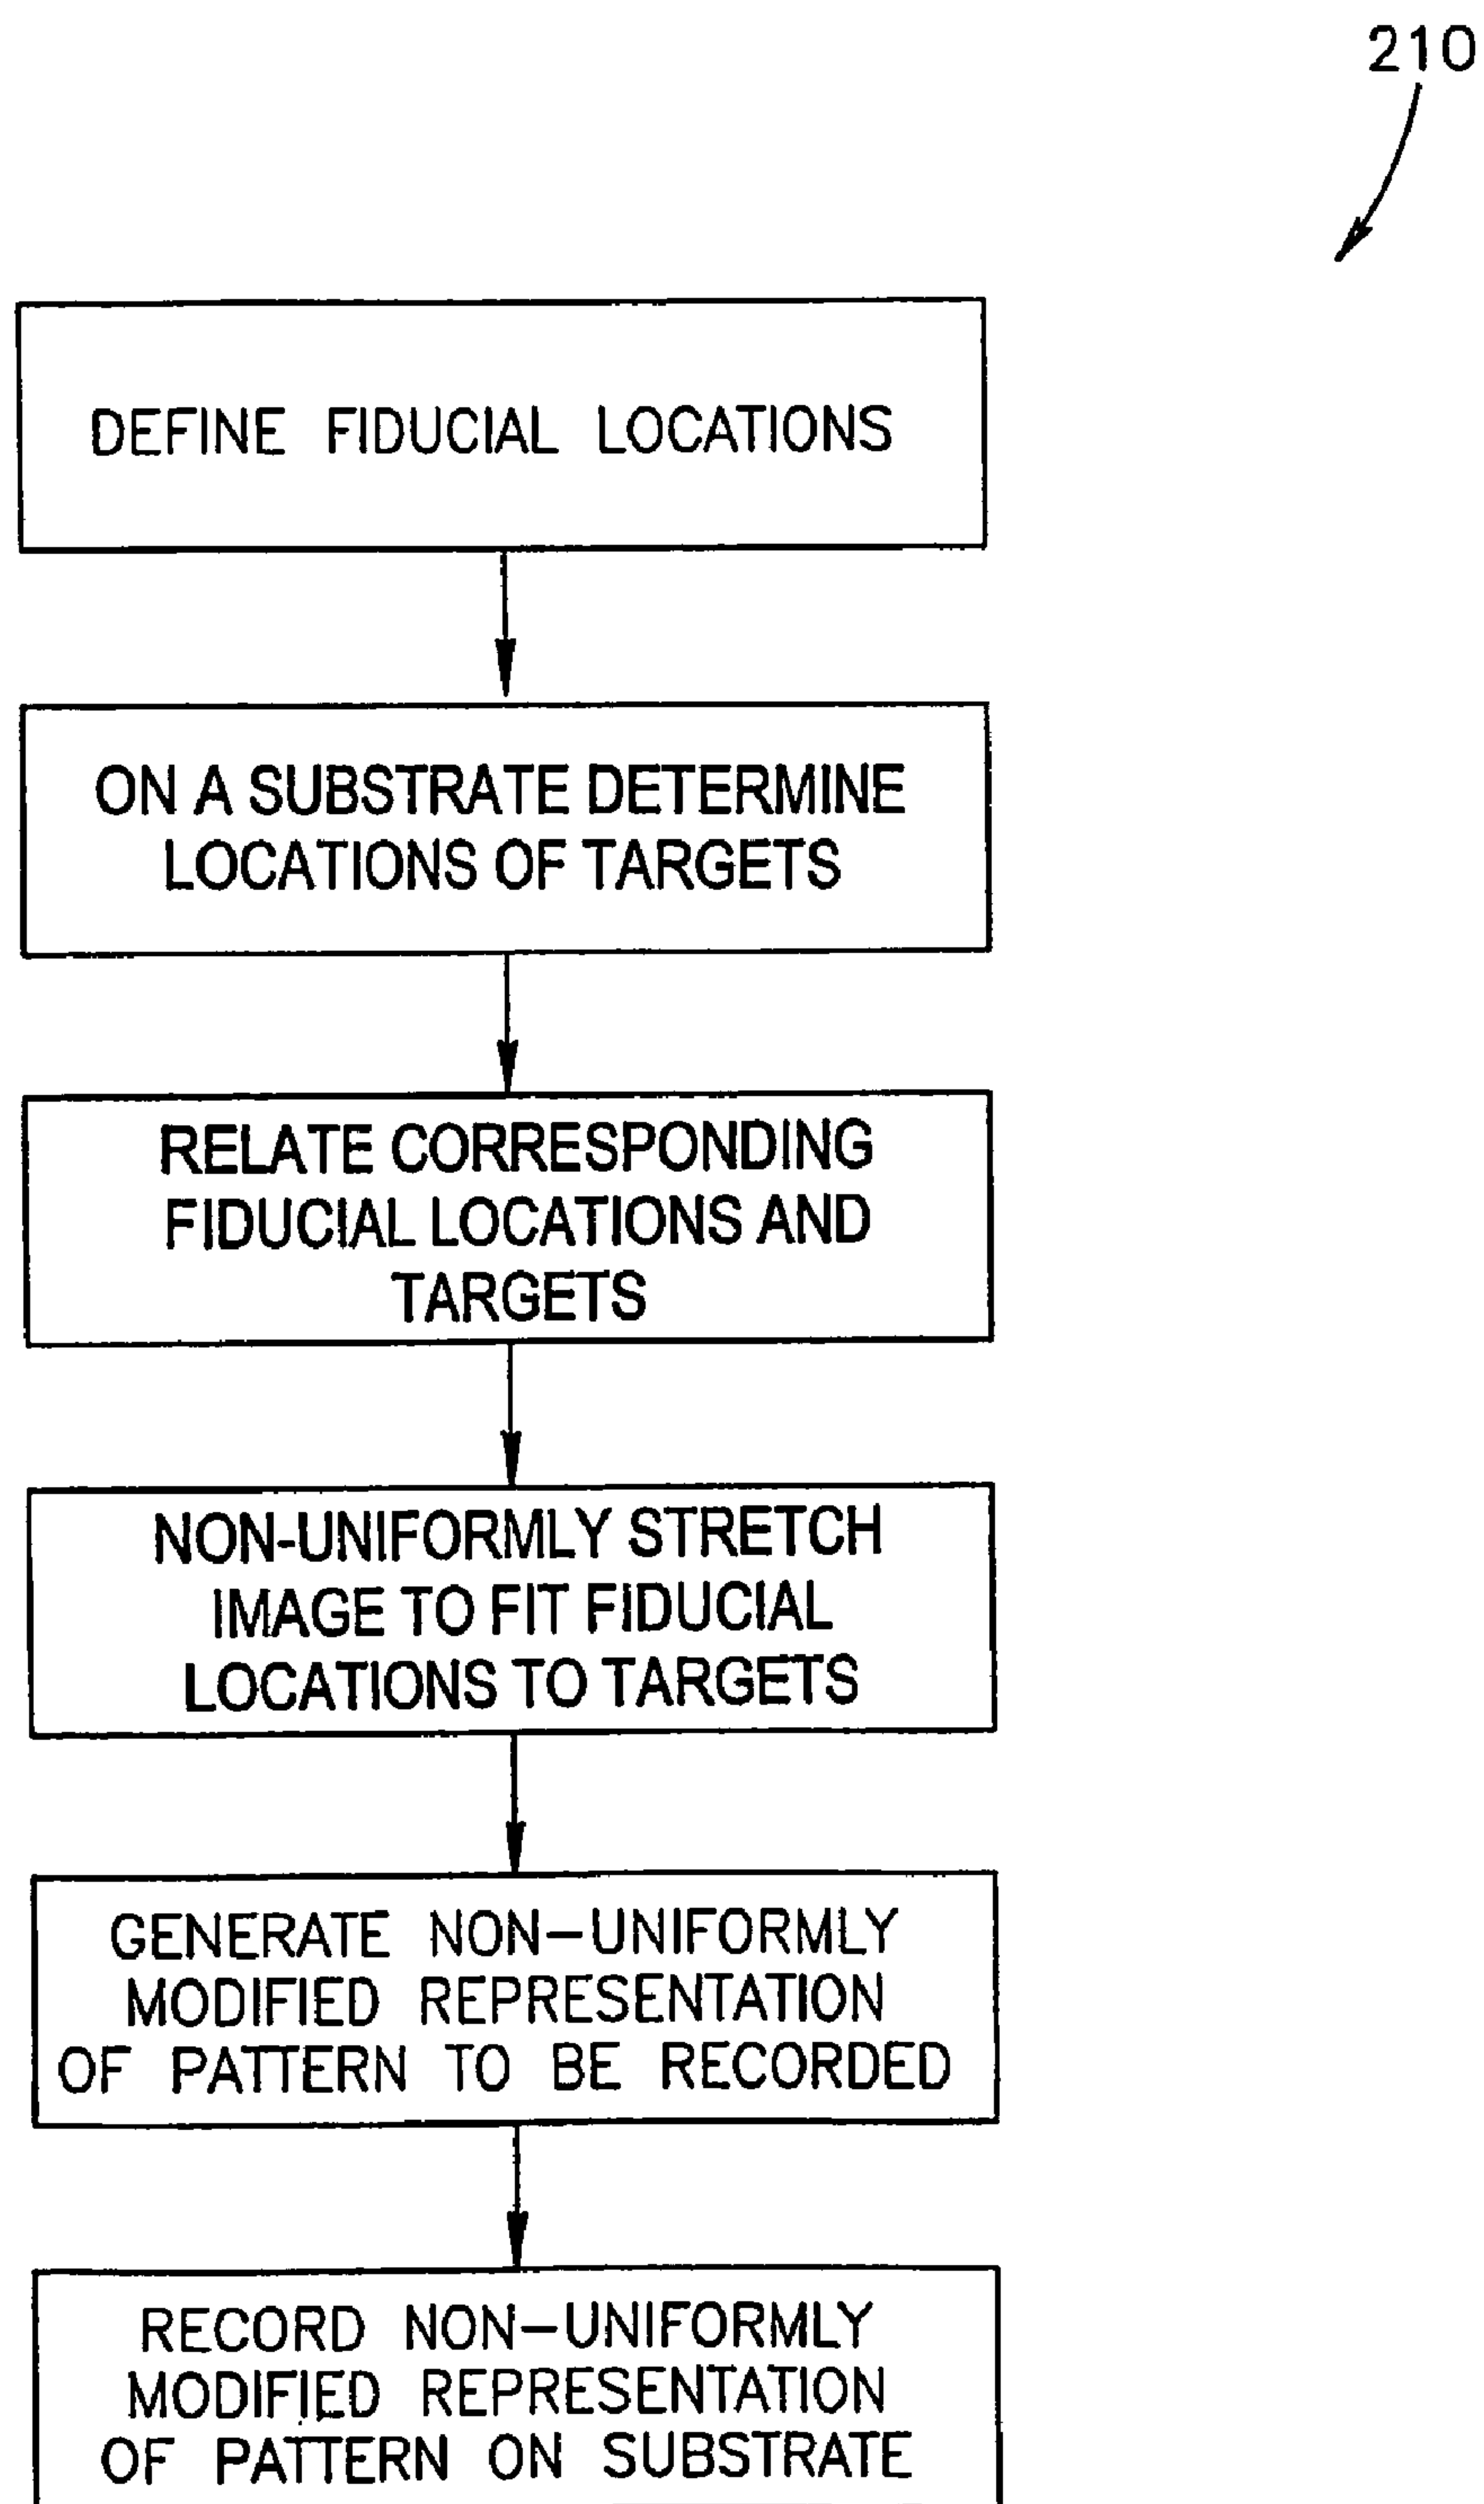 210
DEFINE FIDUCIAL LOCATIONS
ON A SUBSTRATE DETERMINE
LOCATIONS OF TARGETS
RELATE CORRESPONDING
FIDUCIAL LOCATIONS AND
TARGETS
NON-UNIFORMLY STRETCH
IMAGE TO FIT FIDUCIAL
LOCATIONS TO TARGETS
GENERATE NON-UNIFORMLY
MODIFIED REPRESENTATION
OF PATTERN TO BE RECORDED
RECORD NON-UNIFORMLY
MODIFIED REPRESENTATION
OF PATTERN ON SUBSTRATE